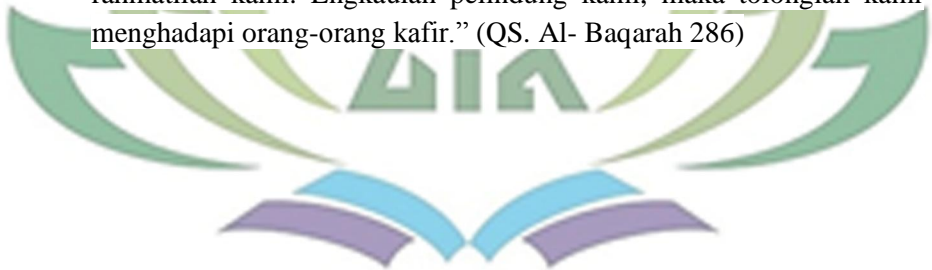 rahmatilah kami. Engkaulah pelindung kami, maka tolonglah kami
menghadapi orang-orang kafir.” (QS. Al- Baqarah 286)